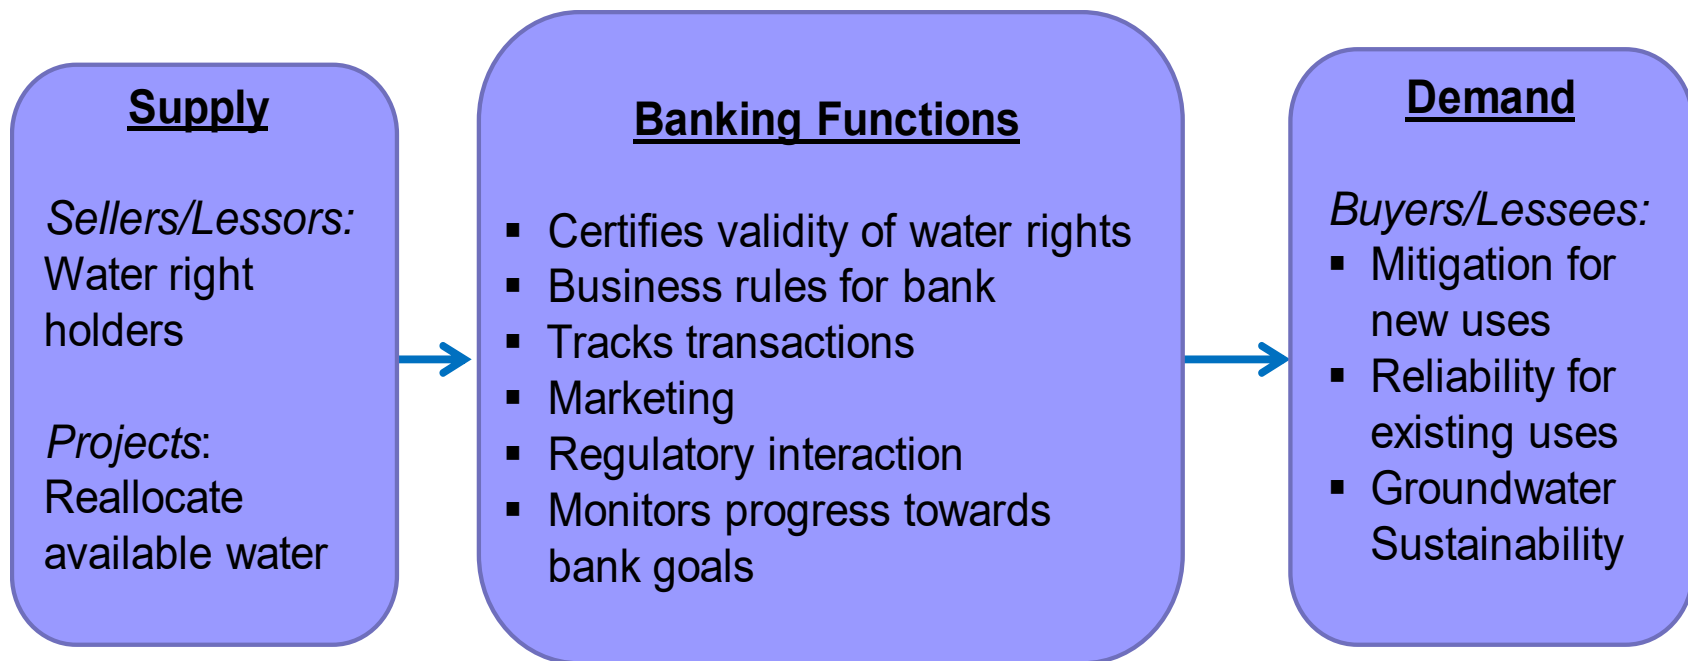 Supply
Sellers/Lessors:
Water right
holders
Projects:
Reallocate
available water
Banking Functions
▪ Certifies validity of water rights
▪ Business rules for bank
▪ Tracks transactions
▪ Marketing
▪ Regulatory interaction
▪ Monitors progress towards
bank goals
Demand
Buyers/Lessees:
▪ Mitigation for
new uses
▪ Reliability for
existing uses
▪ Groundwater
Sustainability